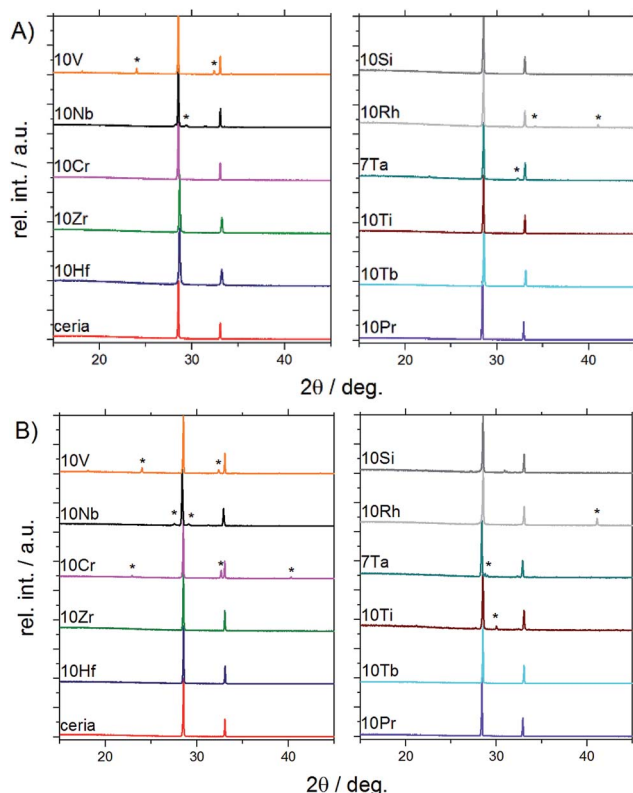 A)
rel. int. / a.u.
10V
*
*
10Nb
*
10Cr
10Zr
10Hf
ceria
20
30
40
10Si
10Rh
*
*
7Ta
*
10Ti
10Tb
10Pr
20
30
40
2θ / deg.
B)
rel. int. / a.u.
10V
*
*
10Nb
*
*
10Cr
*
*
*
10Zr
10Hf
ceria
20
30
40
10Si
10Rh
*
7Ta
*
10Ti
*
10Tb
10Pr
20
30
40
2θ / deg.